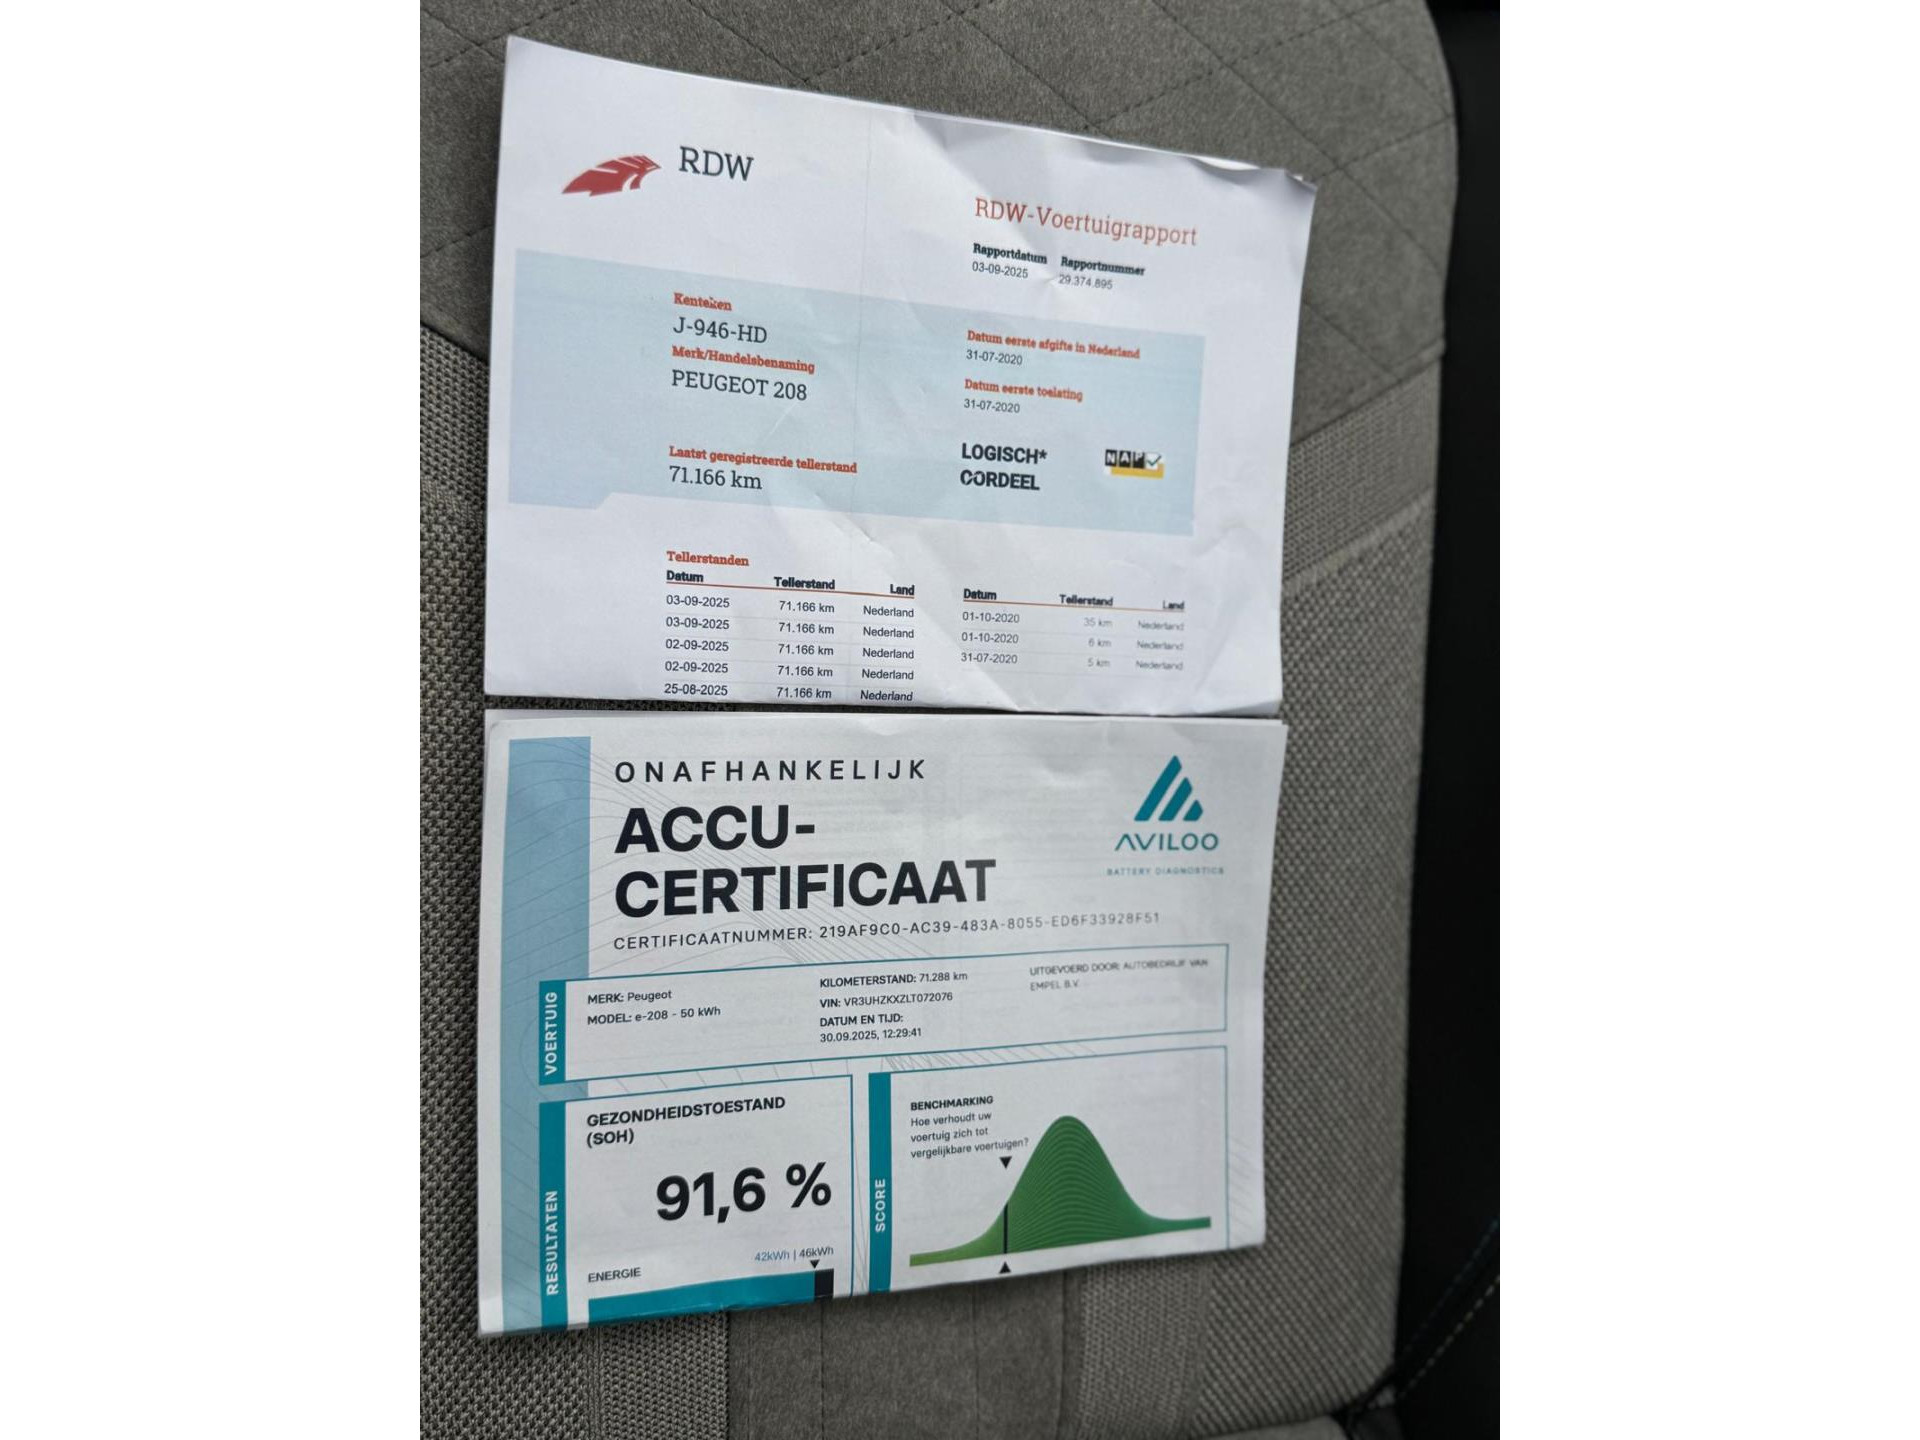 RDW
RDW-Voertuigrapport
Rapportdatum Rapportnummer
03-09-2025 29.374.895
Kenteken
J-946-HD
Merk/Handelsbenaming
PEUGEOT 208
Datum eerste afgifte in Nederland
31-07-2020
Datum eerste toelating
31-07-2020
Laatst geregistreerde tellerstand
71.166 km
LOGISCH*
OORDEEL
NAP
Tellerstanden
Datum Tellerstand Land
03-09-2025 71.166 km Nederland
03-09-2025 71.166 km Nederland
02-09-2025 71.166 km Nederland
02-09-2025 71.166 km Nederland
25-08-2025 71.166 km Nederland
Datum Tellerstand Land
01-10-2020 35 km Nederland
01-10-2020 6 km Nederland
31-07-2020 5 km Nederland
ONAFHANKELIJK
ACCU-
CERTIFICAAT
CERTIFICAATNUMMER: 219AF9C0-AC39-483A-8055-ED6F33928F51
AVILOO
BATTERY DIAGNOSTICS
VOERTUIG
MERK: Peugeot
MODEL: e-208 - 50 kWh
KILOMETERSTAND: 71.288 km
VIN: VR3UHZKXZLT072076
DATUM EN TIJD:
30.09.2025, 12:29:41
UITGEVOERD DOOR: AUTOBEDRIJF VAN
EMPEL B.V.
RESULTATEN
GEZONDHEIDSTOESTAND
(SOH)
91,6 %
42kWh | 46kWh
ENERGIE
SCORE
BENCHMARKING
Hoe verhoudt uw
voertuig zich tot
vergelijkbare voertuigen?